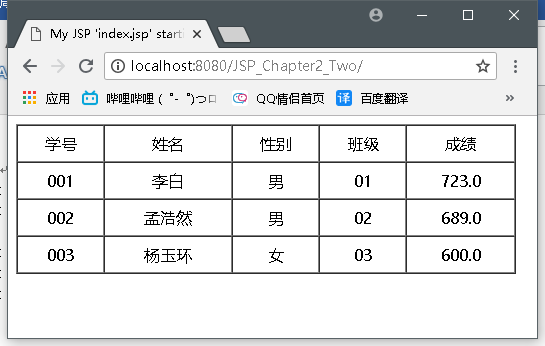 My JSP 'index.jsp' starti
localhost:8080/JSP_Chapter2_Two/
应用 哔哩哔哩 ( ゜- ゜)つロ QQ情侣首页 译 百度翻译 »
学号 姓名 性别 班级 成绩
001 李白 男 01 723.0
002 孟浩然 男 02 689.0
003 杨玉环 女 03 600.0